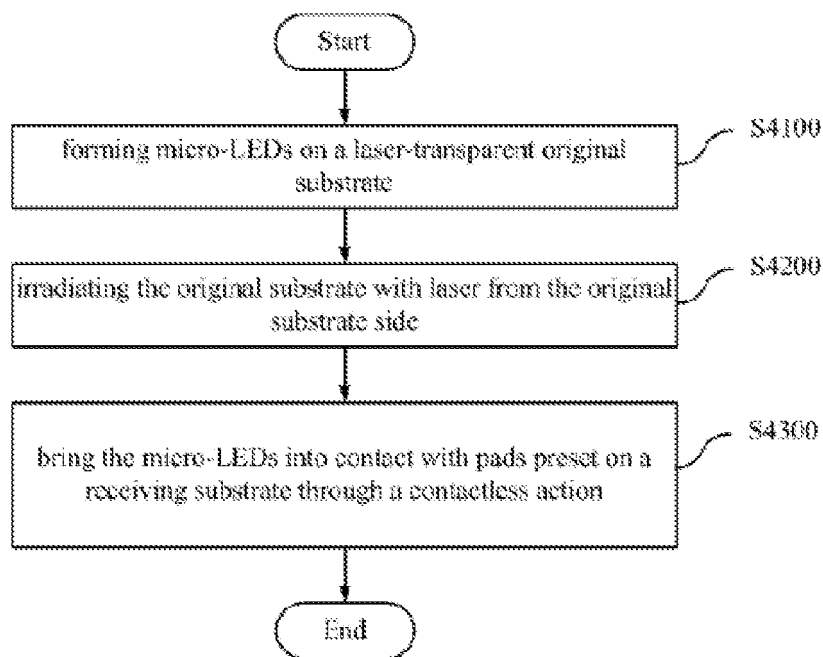 Start
forming micro-LEDs on a laser-transparent original
substrate
S4100
irradiating the original substrate with laser from the original
substrate side
S4200
bring the micro-LEDs into contact with pads preset on a
receiving substrate through a contactless action
S4300
End